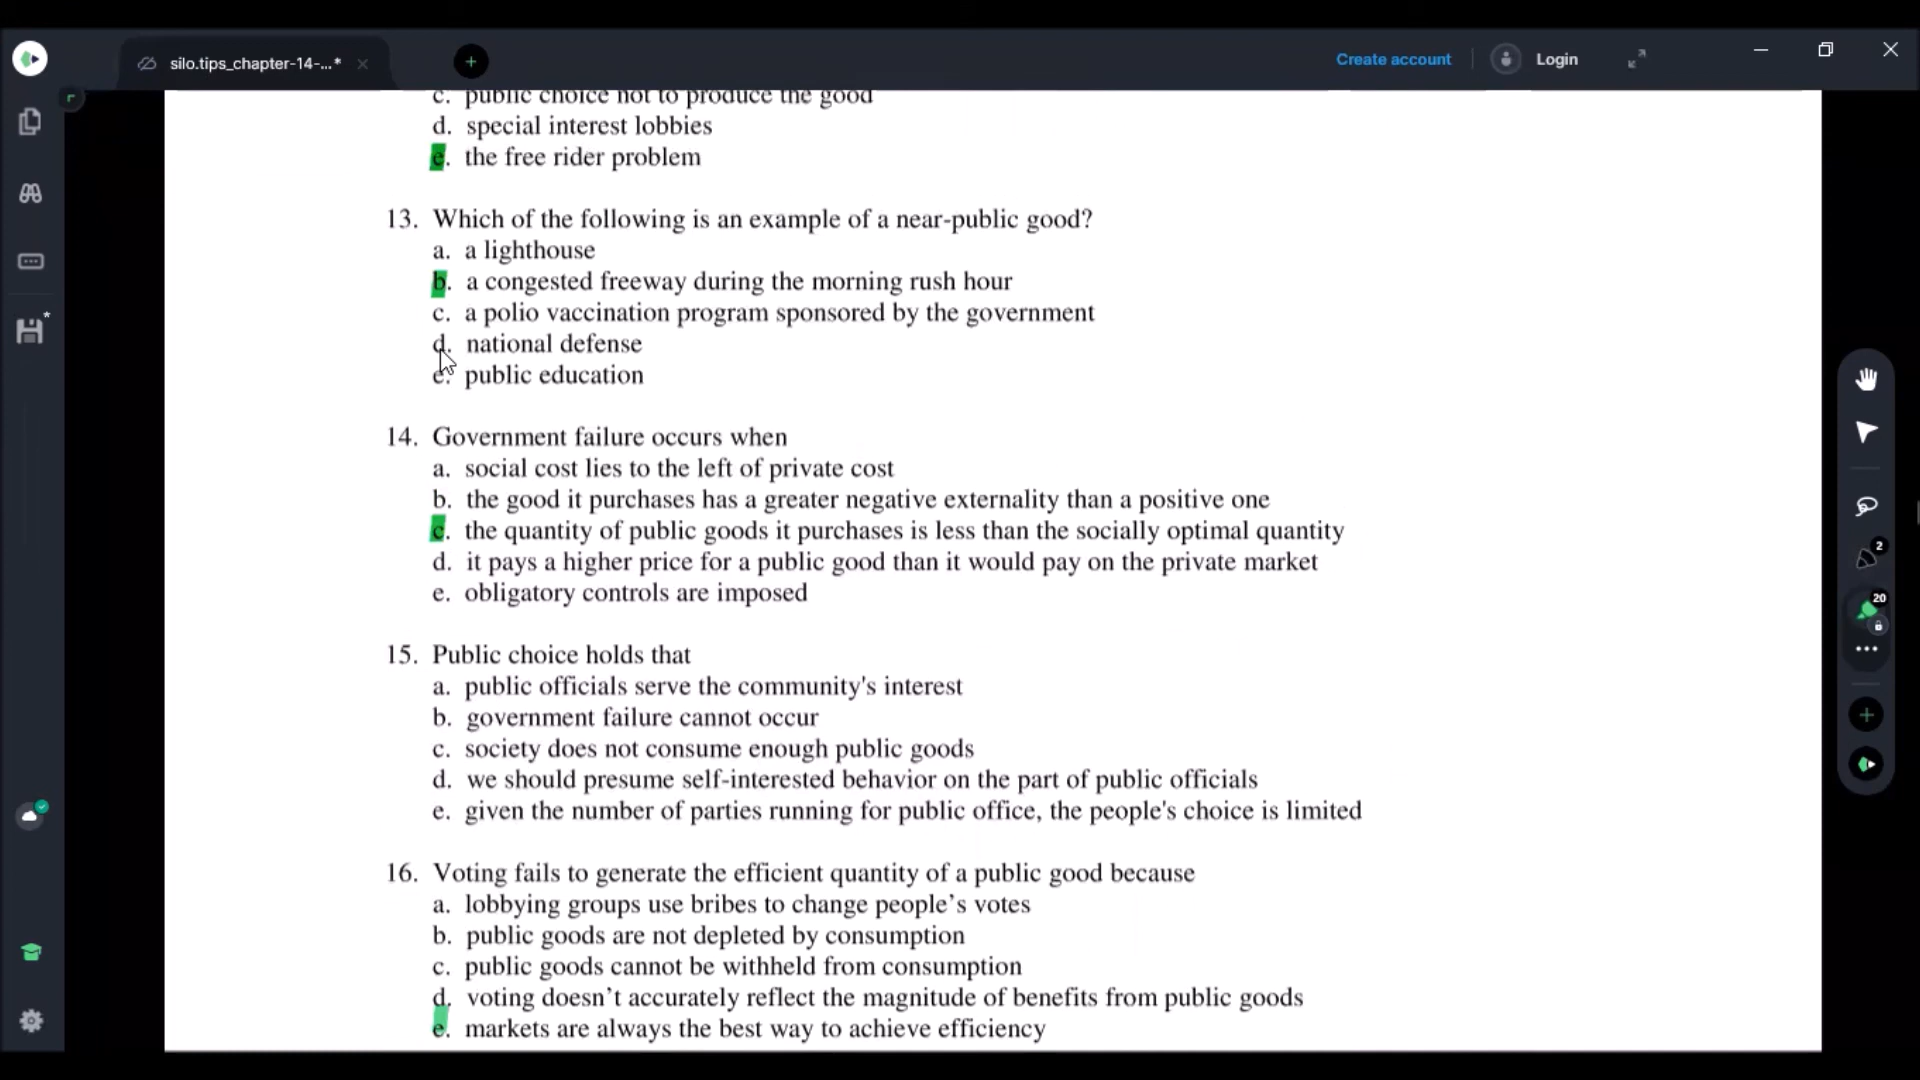 silo.tips_chapter-14-...*
Create account
Login
c. public choice not to produce the good
d. special interest lobbies
e. the free rider problem
13. Which of the following is an example of a near-public good?
a. a lighthouse
b. a congested freeway during the morning rush hour
c. a polio vaccination program sponsored by the government
d. national defense
e. public education
14. Government failure occurs when
a. social cost lies to the left of private cost
b. the good it purchases has a greater negative externality than a positive one
c. the quantity of public goods it purchases is less than the socially optimal quantity
d. it pays a higher price for a public good than it would pay on the private market
e. obligatory controls are imposed
15. Public choice holds that
a. public officials serve the community's interest
b. government failure cannot occur
c. society does not consume enough public goods
d. we should presume self-interested behavior on the part of public officials
e. given the number of parties running for public office, the people's choice is limited
16. Voting fails to generate the efficient quantity of a public good because
a. lobbying groups use bribes to change people’s votes
b. public goods are not depleted by consumption
c. public goods cannot be withheld from consumption
d. voting doesn’t accurately reflect the magnitude of benefits from public goods
e. markets are always the best way to achieve efficiency
2
20